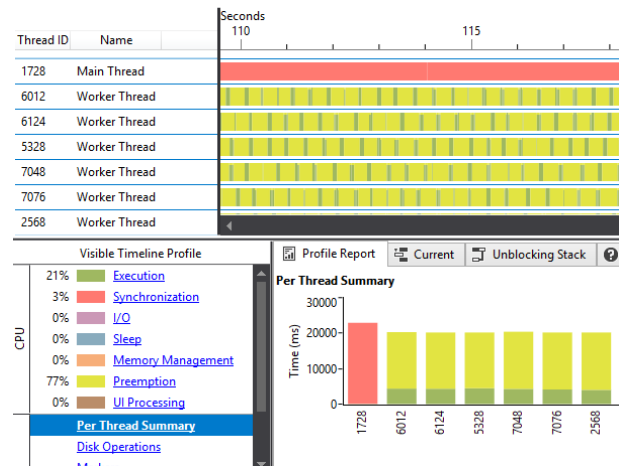 Seconds
110 115
Thread ID Name
1728 Main Thread
6012 Worker Thread
6124 Worker Thread
5328 Worker Thread
7048 Worker Thread
7076 Worker Thread
2568 Worker Thread
Visible Timeline Profile
CPU
21% Execution
3% Synchronization
0% I/O
0% Sleep
0% Memory Management
77% Preemption
0% UI Processing
Per Thread Summary
Disk Operations
Profile Report Current Unblocking Stack ?
Per Thread Summary
Time (ms)
30000
20000
10000
0
1728 6012 6124 5328 7048 7076 2568